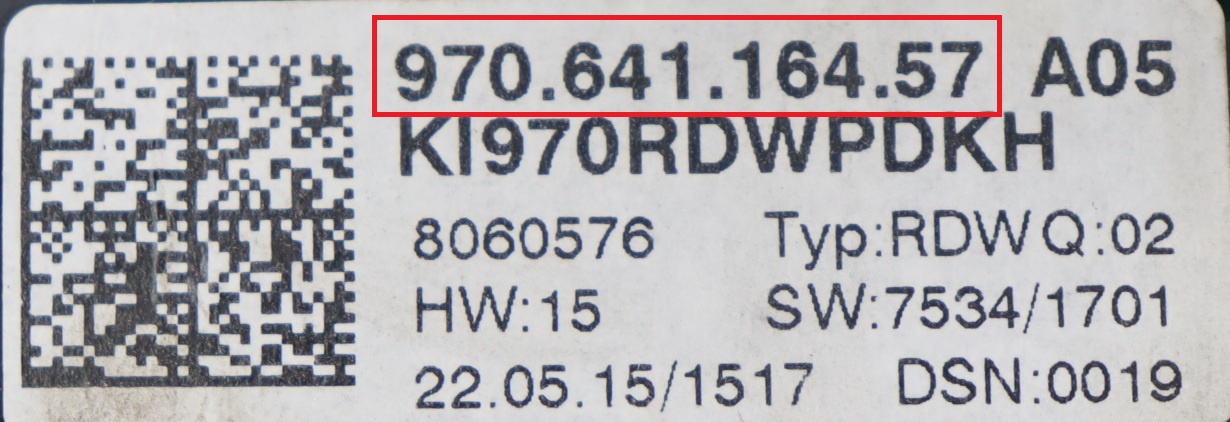 970.641.164.57 A05
KI970RDWPDKH
8060576 Typ:RDW Q:02
HW:15 SW:7534/1701
22.05.15/1517 DSN:0019